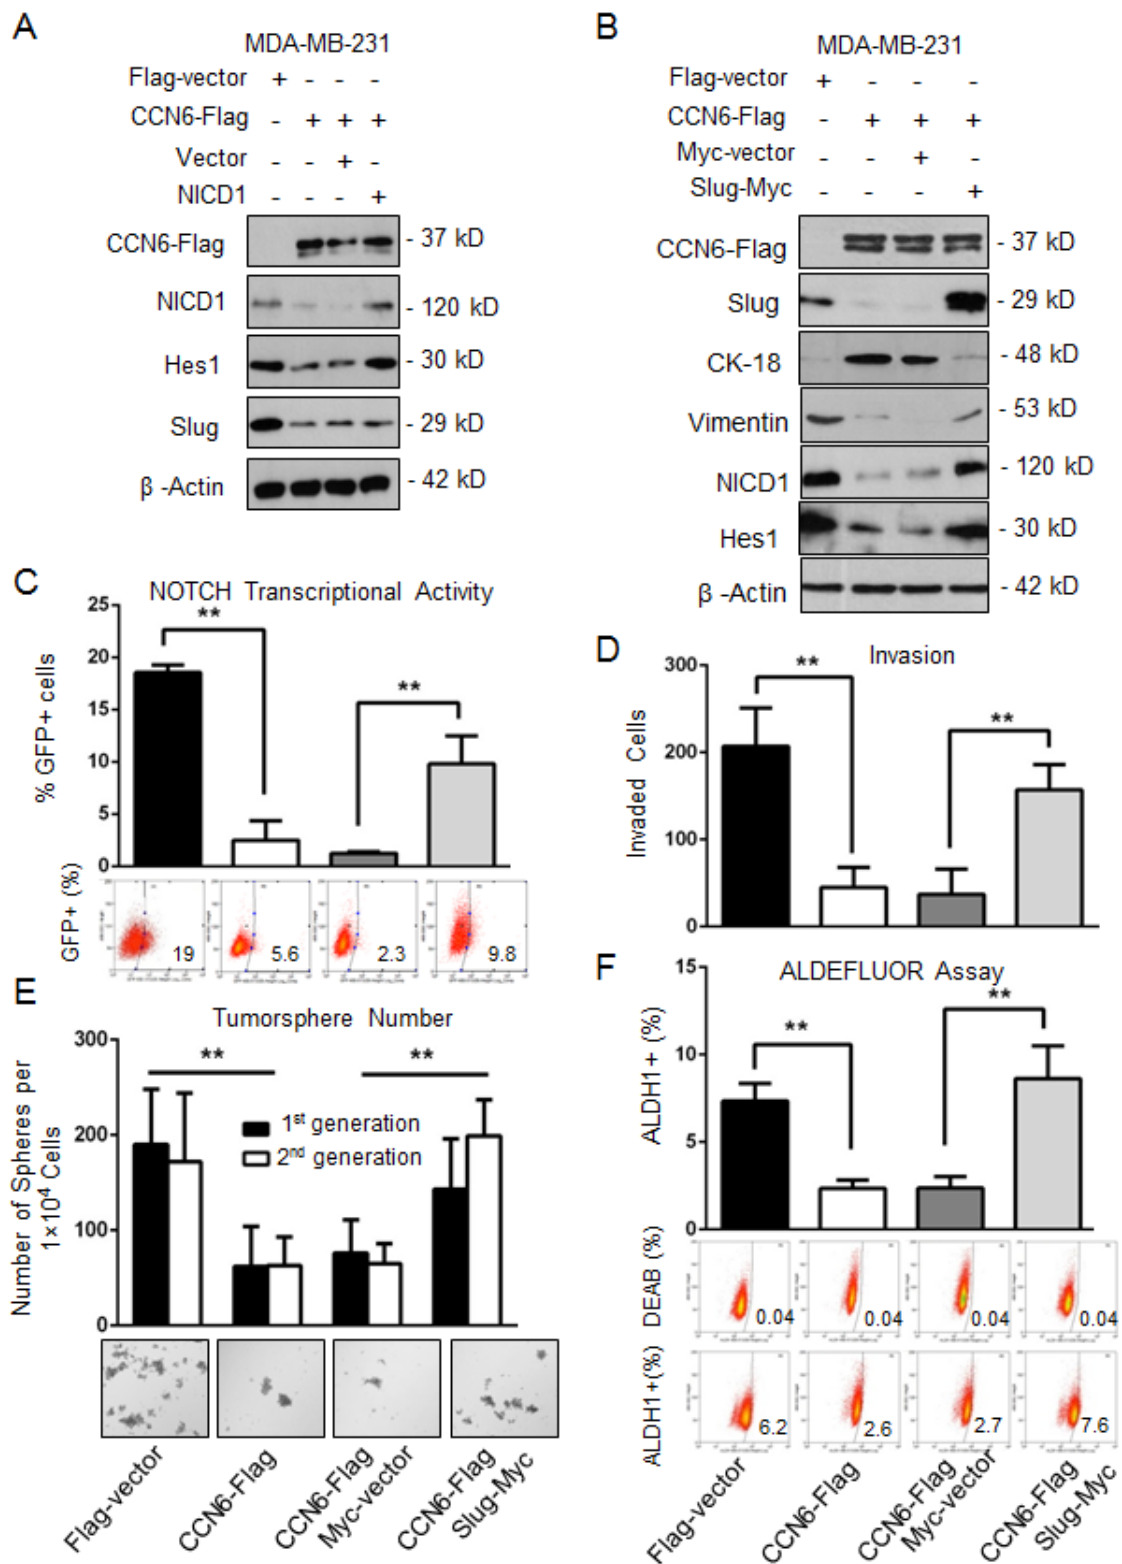 A
MDA-MB-231
Flag-vector + - - -
CCN6-Flag - + + +
Vector - - + -
NICD1 - - - +
CCN6-Flag - 37 kD
NICD1 - 120 kD
Hes1 - 30 kD
Slug - 29 kD
β -Actin - 42 kD
B
MDA-MB-231
Flag-vector + - - -
CCN6-Flag - + + +
Myc-vector - - + -
Slug-Myc - - - +
CCN6-Flag - 37 kD
Slug - 29 kD
CK-18 - 48 kD
Vimentin - 53 kD
NICD1 - 120 kD
Hes1 - 30 kD
β -Actin - 42 kD
C
NOTCH Transcriptional Activity
% GFP+ cells
25
20
15
10
5
0
**
**
GFP+ (%)
19
5.6
2.3
9.8
D
Invasion
Invaded Cells
300
200
100
0
**
**
E
Tumorsphere Number
Number of Spheres per
1×10⁴ Cells
300
200
100
0
**
**
1st generation
2nd generation
Flag-vector
CCN6-Flag
CCN6-Flag
Myc-vector
CCN6-Flag
Slug-Myc
F
ALDEFLUOR Assay
ALDH1+ (%)
15
10
5
0
**
**
DEAB (%)
0.04
0.04
0.04
0.04
ALDH1+(%)
6.2
2.6
2.7
7.6
Flag-vector
CCN6-Flag
CCN6-Flag
Myc-vector
CCN6-Flag
Slug-Myc